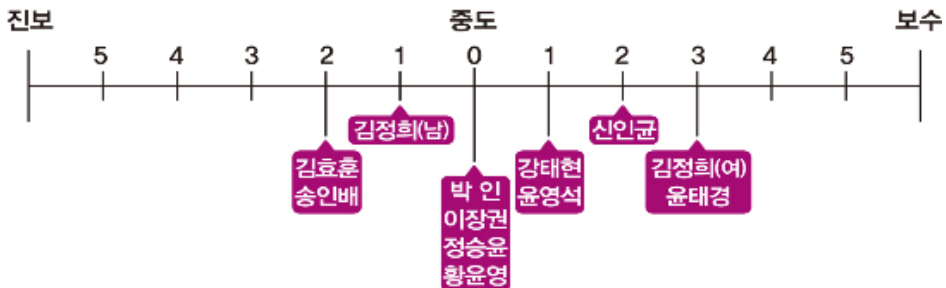 진보 중도 보수
5 4 3 2 1 0 1 2 3 4 5
김정희(남) 신인균
김효훈 강태현 김정희(여)
송인배 윤영석 윤태경
박 인
이장권
정승윤
황윤영